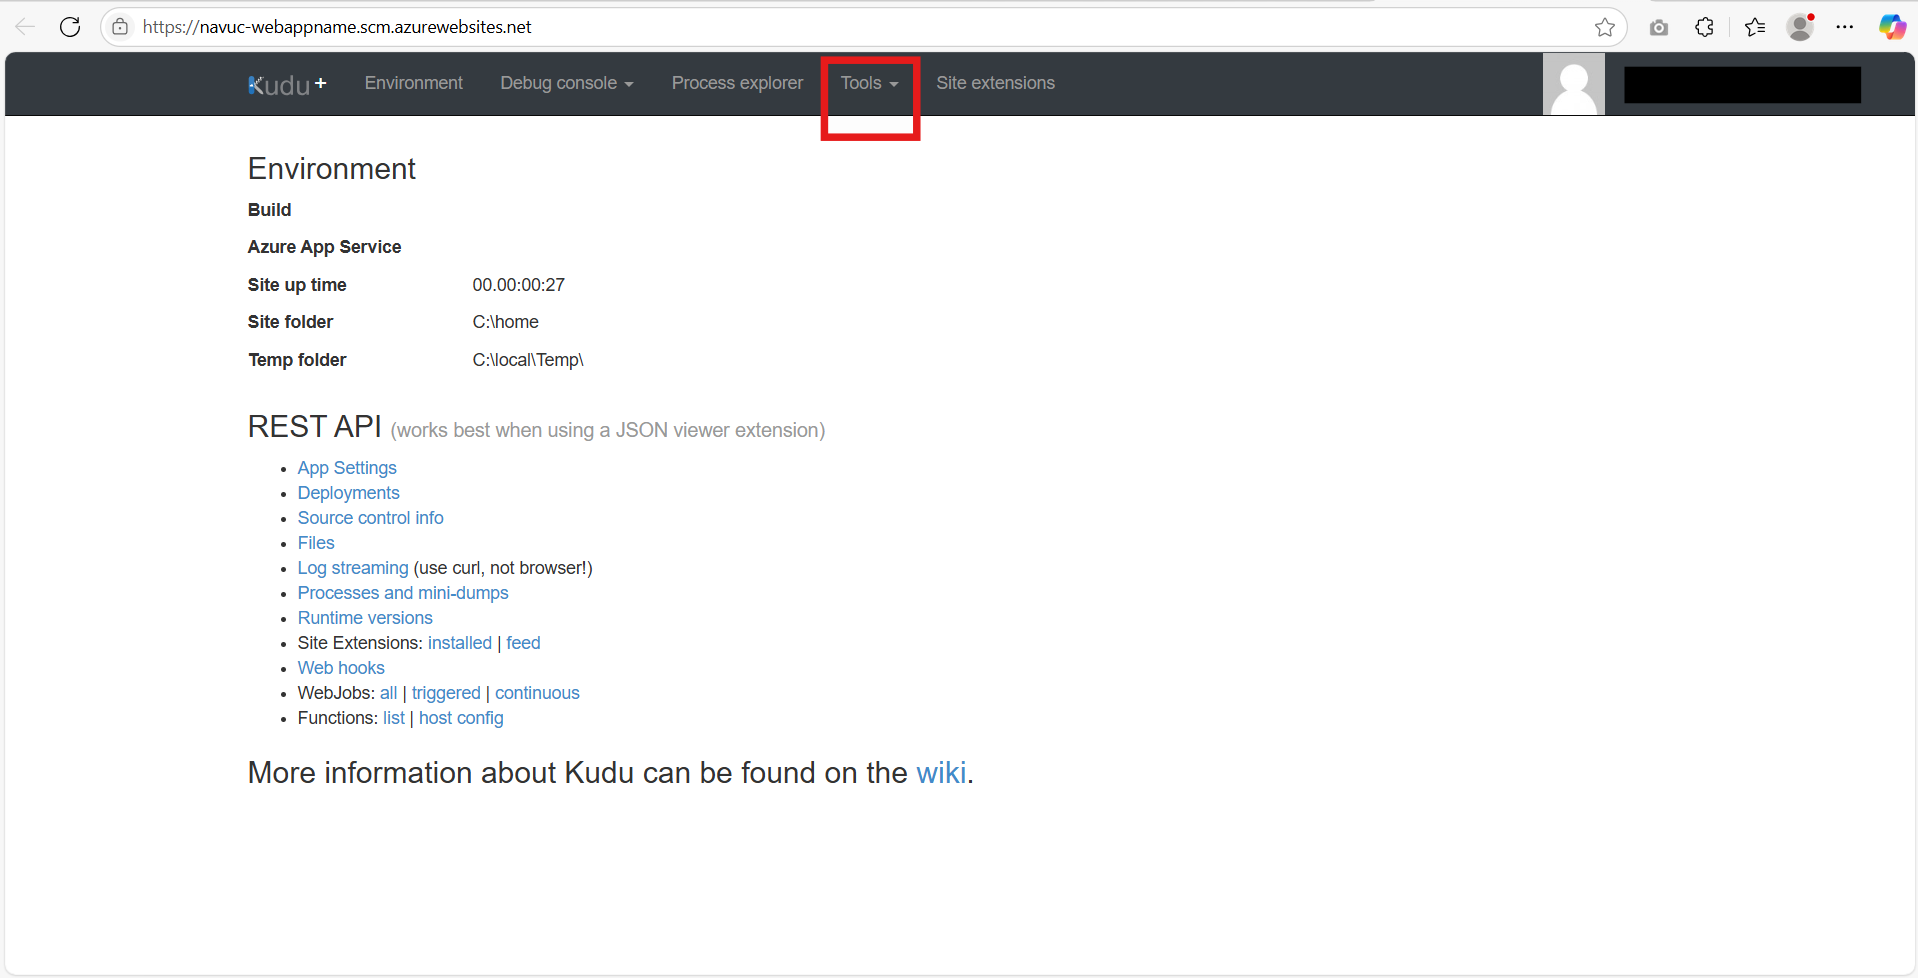 https://navuc-webappname.scm.azurewebsites.net
Kudu + Environment Debug console Process explorer Tools Site extensions
Environment
Build
Azure App Service
Site up time 00.00:00:27
Site folder C:\home
Temp folder C:\local\Temp\
REST API (works best when using a JSON viewer extension)
App Settings
Deployments
Source control info
Files
Log streaming (use curl, not browser!)
Processes and mini-dumps
Runtime versions
Site Extensions: installed | feed
Web hooks
WebJobs: all | triggered | continuous
Functions: list | host config
More information about Kudu can be found on the wiki.